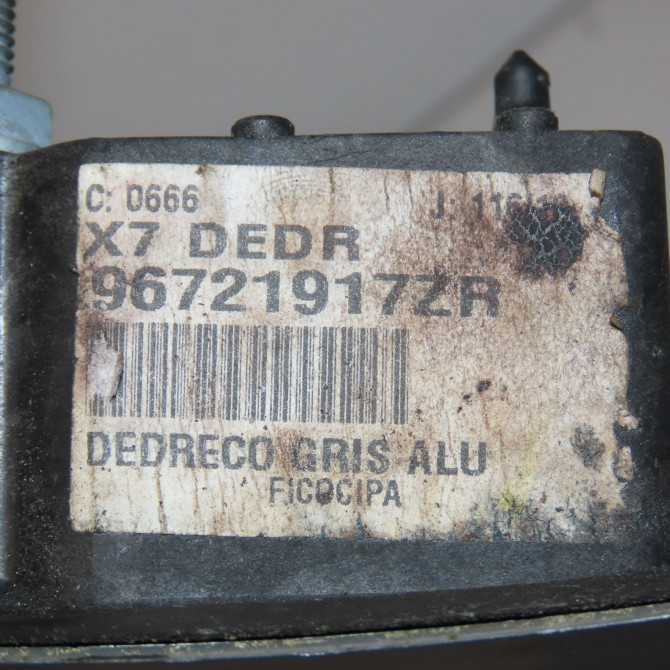 C: 0666 J:
X7 DEDR
96721917ZR
DEDRECO GRIS ALU
FICOCIPA